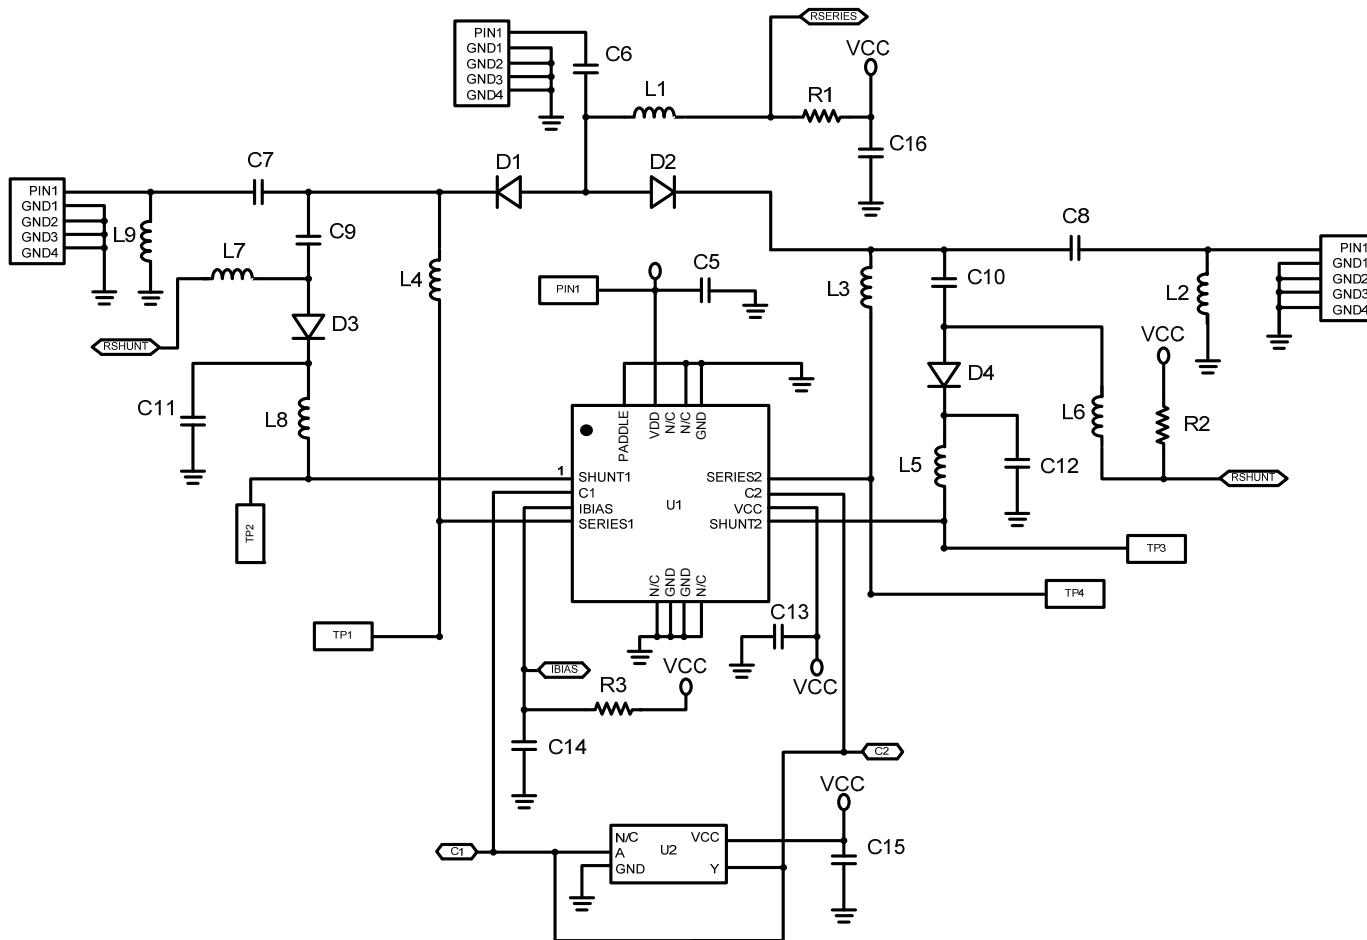 RSERIES
PIN1
GND1
GND2
GND3
GND4
C6
VCC
L1
R1
C16
C7
D1
D2
PIN1
GND1
GND2
GND3
GND4
L9
C9
L7
L4
RSHUNT
D3
C11
L8
C5
PIN1
L3
C10
C8
L2
PIN1
GND1
GND2
GND3
GND4
VCC
D4
L6
R2
L5
C12
RSHUNT
PADDLE
VDD
N/C
N/C
GND
1
SHUNT1
C1
IBIAS
SERIES1
U1
SERIES2
C2
VCC
SHUNT2
N/C
GND
GND
N/C
TP2
TP3
TP4
TP1
C13
VCC
IBIAS
VCC
R3
C14
C2
VCC
C1
N/C
A
GND
U2
VCC
Y
C15